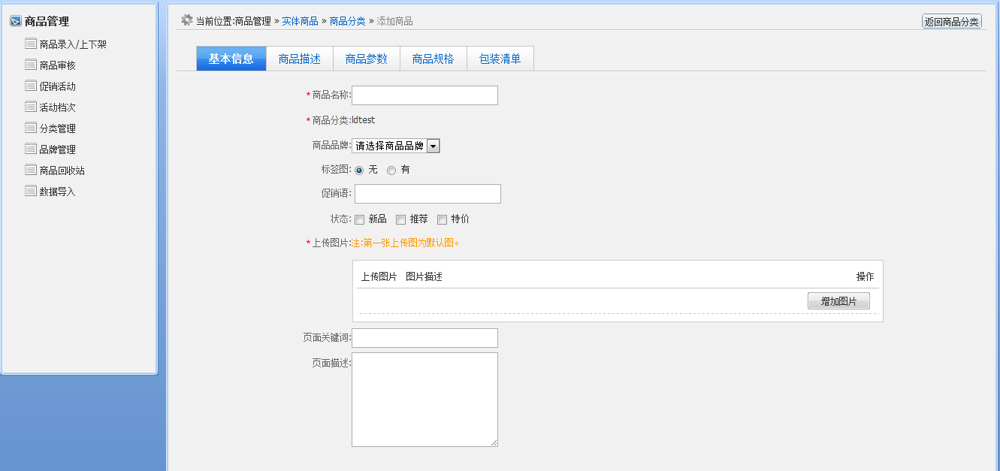 商品管理
商品录入/上下架
商品审核
促销活动
活动档次
分类管理
品牌管理
商品回收站
数据导入
当前位置:商品管理 » 实体商品 » 商品分类 » 添加商品
返回商品分类
基本信息 商品描述 商品参数 商品规格 包装清单
*商品名称:
*商品分类:ldtest
商品品牌: 请选择商品品牌
标签图: 无 有
促销语:
状态: 新品 推荐 特价
*上传图片:注:第一张上传图为默认图。
上传图片 图片描述 操作
增加图片
页面关键词:
页面描述: